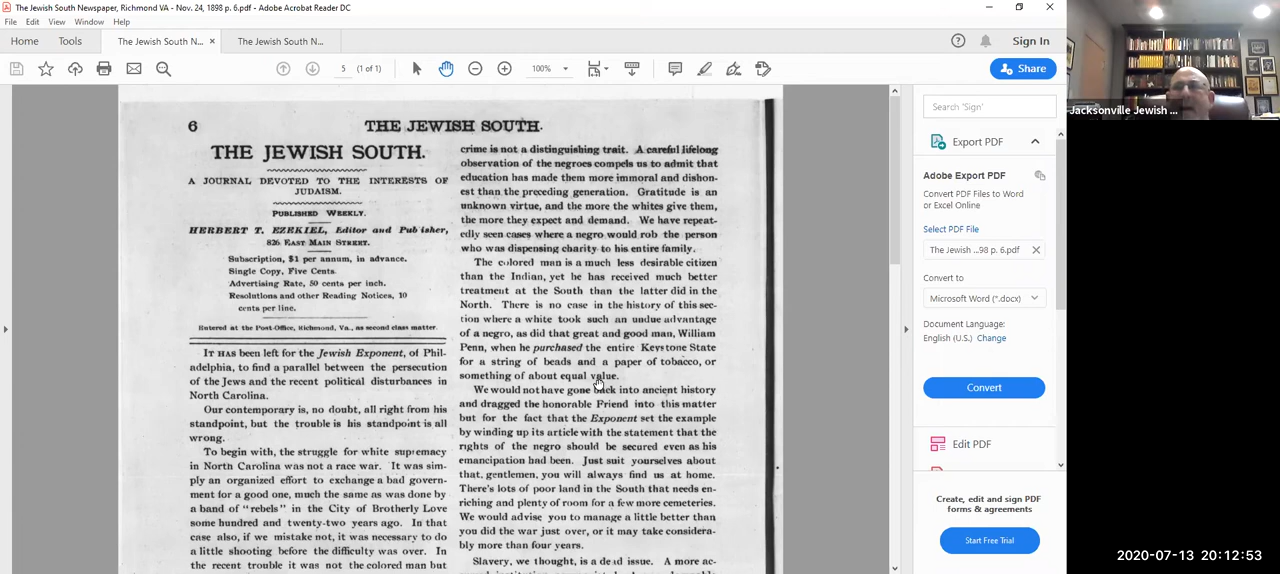 The Jewish South Newspaper, Richmond VA - Nov. 24, 1898 p. 6.pdf - Adobe Acrobat Reader DC
File Edit View Window Help
Home Tools The Jewish South N... × The Jewish South N... Sign In
5 (1 of 1) 100% Share
6 THE JEWISH SOUTH.
THE JEWISH SOUTH.
A JOURNAL DEVOTED TO THE INTERESTS OF
JUDAISM.
PUBLISHED WEEKLY.
HERBERT T. EZEKIEL, Editor and Publisher,
826 EAST MAIN STREET.
Subscription, $1 per annum, in advance.
Single Copy, Five Cents.
Advertising Rate, 50 cents per inch.
Resolutions and other Reading Notices, 10
cents per line.
Entered at the Post-Office, Richmond, Va., as second class matter.
IT HAS been left for the Jewish Exponent, of Phil-
adelphia, to find a parallel between the persecution
of the Jews and the recent political disturbances in
North Carolina.
Our contemporary is, no doubt, all right from his
standpoint, but the trouble is his standpoint is all
wrong.
To begin with, the struggle for white supremacy
in North Carolina was not a race war. It was sim-
ply an organized effort to exchange a bad govern-
ment for a good one, much the same as was done by
a band of "rebels" in the City of Brotherly Love
some hundred and twenty-two years ago. In that
case also, if we mistake not, it was necessary to do
a little shooting before the difficulty was over. In
the recent trouble it was not the colored man but
crime is not a distinguishing trait. A careful lifelong
observation of the negroes compels us to admit that
education has made them more immoral and dishon-
est than the preceding generation. Gratitude is an
unknown virtue, and the more the whites give them,
the more they expect and demand. We have repeat-
edly seen cases where a negro would rob the person
who was dispensing charity to his entire family.
The colored man is a much less desirable citizen
than the Indian, yet he has received much better
treatment at the South than the latter did in the
North. There is no case in the history of this sec-
tion where a white took such an undue advantage
of a negro, as did that great and good man, William
Penn, when he purchased the entire Keystone State
for a string of beads and a paper of tobacco, or
something of about equal value.
We would not have gone back into ancient history
and dragged the honorable Friend into this matter
but for the fact that the Exponent set the example
by winding up its article with the statement that the
rights of the negro should be secured even as his
emancipation had been. Just suit yourselves about
that, gentlemen, you will always find us at home.
There's lots of poor land in the South that needs en-
riching and plenty of room for a few more cemeteries.
We would advise you to manage a little better than
you did the war just over, or it may take considera-
bly more than four years.
Slavery, we thought, is a dead issue. A more ac-
Search 'Sign'
Export PDF
Adobe Export PDF
Convert PDF Files to Word
or Excel Online
Select PDF File
The Jewish ...98 p. 6.pdf ×
Convert to
Microsoft Word (*.docx)
Document Language:
English (U.S.) Change
Convert
Edit PDF
Create, edit and sign PDF
forms & agreements
Start Free Trial
Jacksonville Jewish ...
2020-07-13 20:12:53